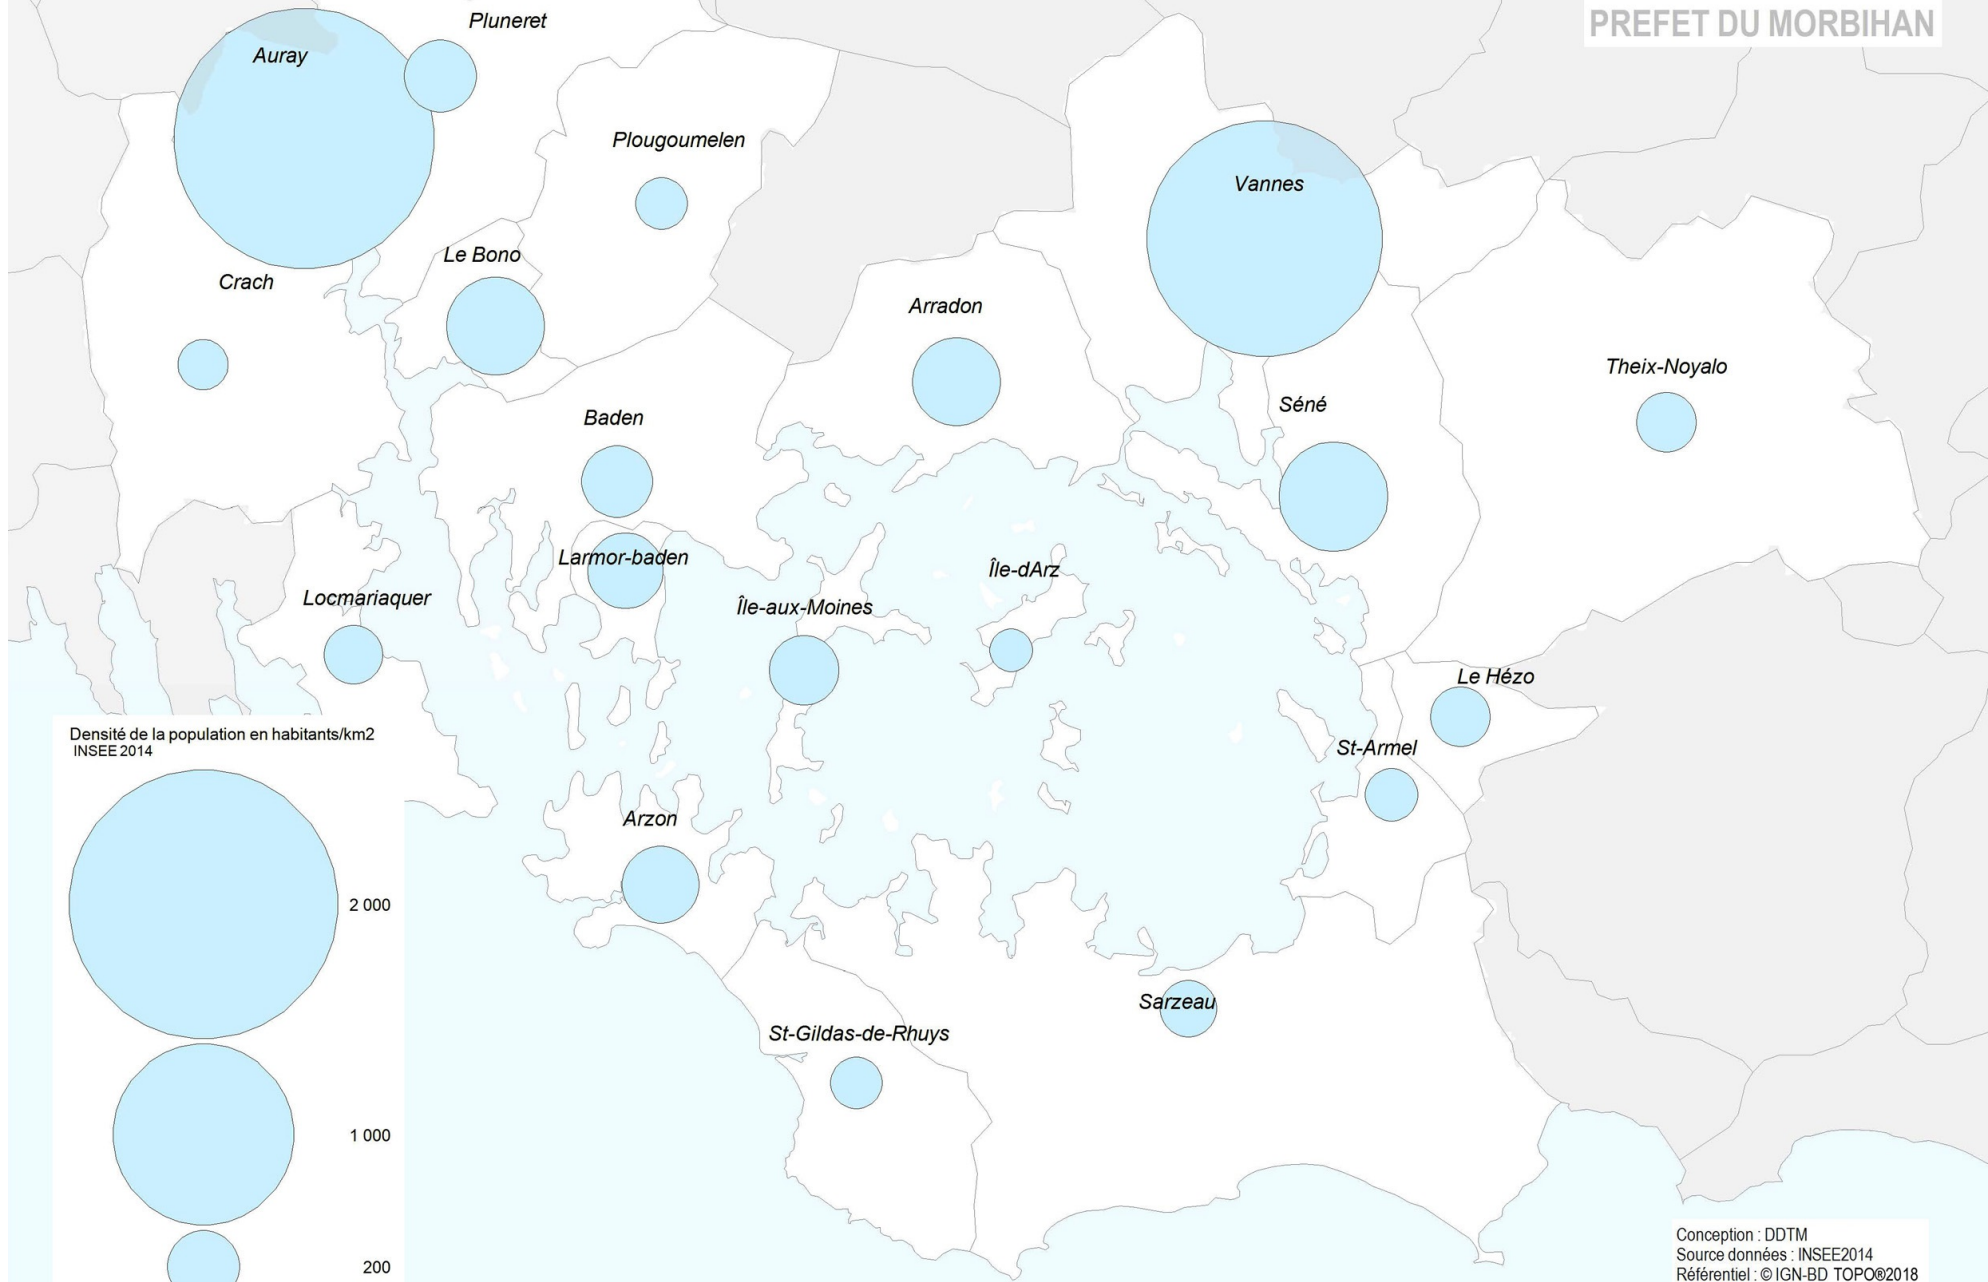 Pluneret
PREFET DU MORBIHAN
Auray
Plougoumelen
Vannes
Le Bono
Crach
Arradon
Theix-Noyalo
Séné
Baden
Larmor-baden
Île-dArz
Locmariaquer
Île-aux-Moines
Le Hézo
Densité de la population en habitants/km2
INSEE 2014
St-Armel
Arzon
2 000
Sarzeau
St-Gildas-de-Rhuys
1 000
Conception : DDTM
Source données : INSEE2014
200
Référentiel : © IGN-BD TOPO®2018